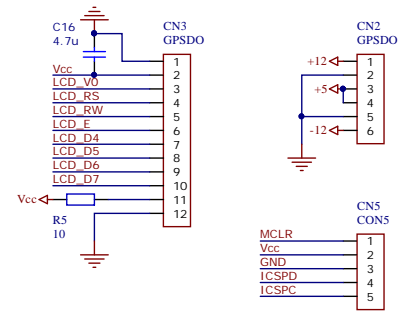 C16
4.7u
CN3
GPSDO
Vcc
LCD_V0
LCD_RS
LCD_RW
LCD_E
LCD_D4
LCD_D5
LCD_D6
LCD_D7
Vcc
R5
10
1
2
3
4
5
6
7
8
9
10
11
12
CN2
GPSDO
+12
+5
-12
1
2
3
4
5
6
CN5
CON5
MCLR
Vcc
GND
ICSPD
ICSPC
1
2
3
4
5